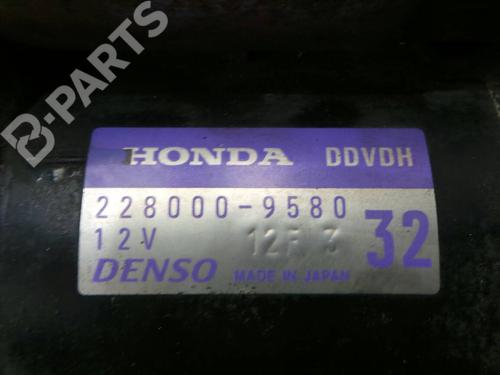 B-PARTS
HONDA DDVDH
228000-9580
12V 12F 3 32
DENSO MADE IN JAPAN